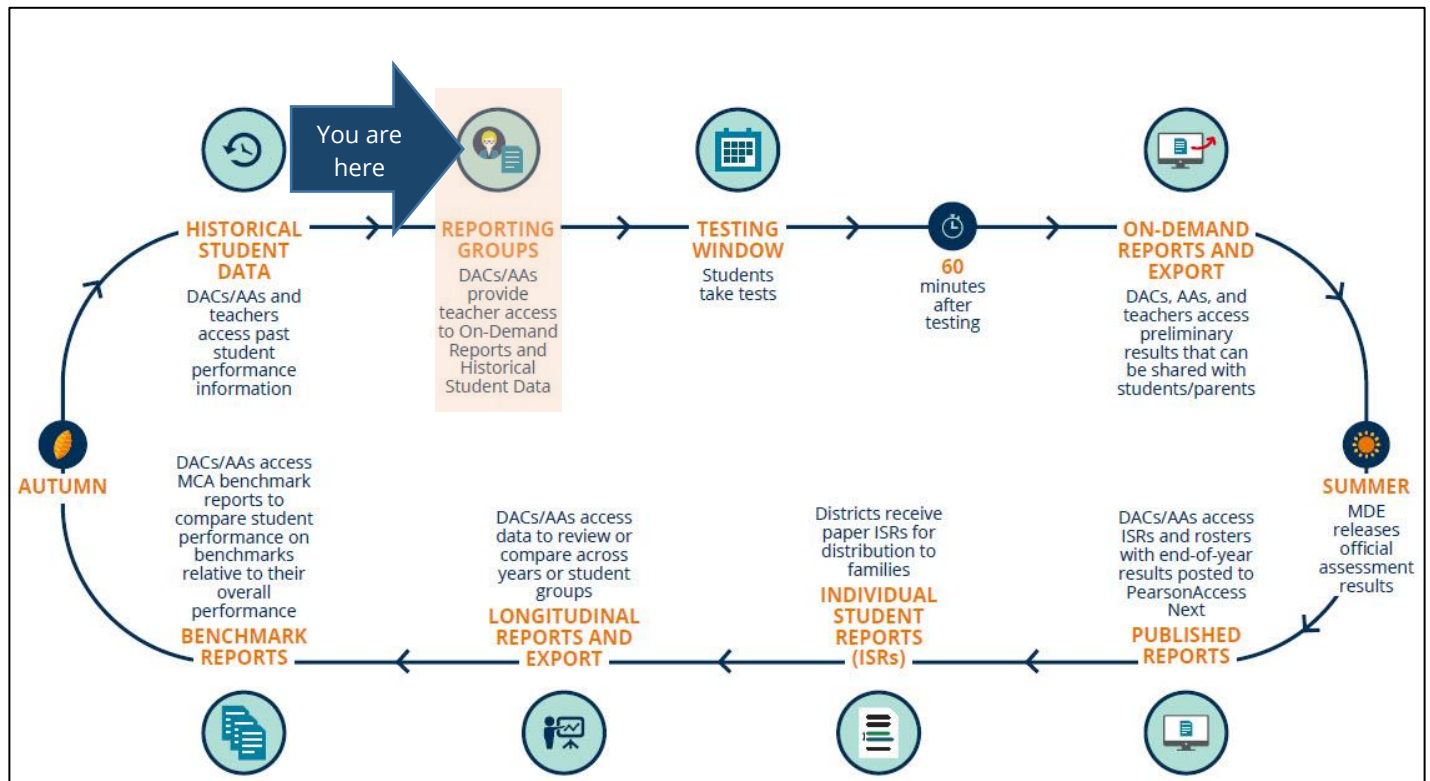 You are
here
HISTORICAL
STUDENT
DATA
DACs/AAs and
teachers
access past
student
performance
information
REPORTING
GROUPS
DACs/AAs
provide
teacher access
to On-Demand
Reports and
Historical
Student Data
TESTING
WINDOW
Students
take tests
60
minutes
after
testing
ON-DEMAND
REPORTS AND
EXPORT
DACs, AAs, and
teachers access
preliminary
results that can
be shared with
students/parents
SUMMER
MDE
releases
official
assessment
results
DACs/AAs access
ISRs and rosters
with end-of-year
results posted to
PearsonAccess
Next
PUBLISHED
REPORTS
Districts receive
paper ISRs for
distribution to
families
INDIVIDUAL
STUDENT
REPORTS
(ISRs)
DACs/AAs access
data to review or
compare across
years or student
groups
LONGITUDINAL
REPORTS AND
EXPORT
DACs/AAs access
MCA benchmark
reports to
compare student
performance on
benchmarks
relative to their
overall
performance
BENCHMARK
REPORTS
AUTUMN